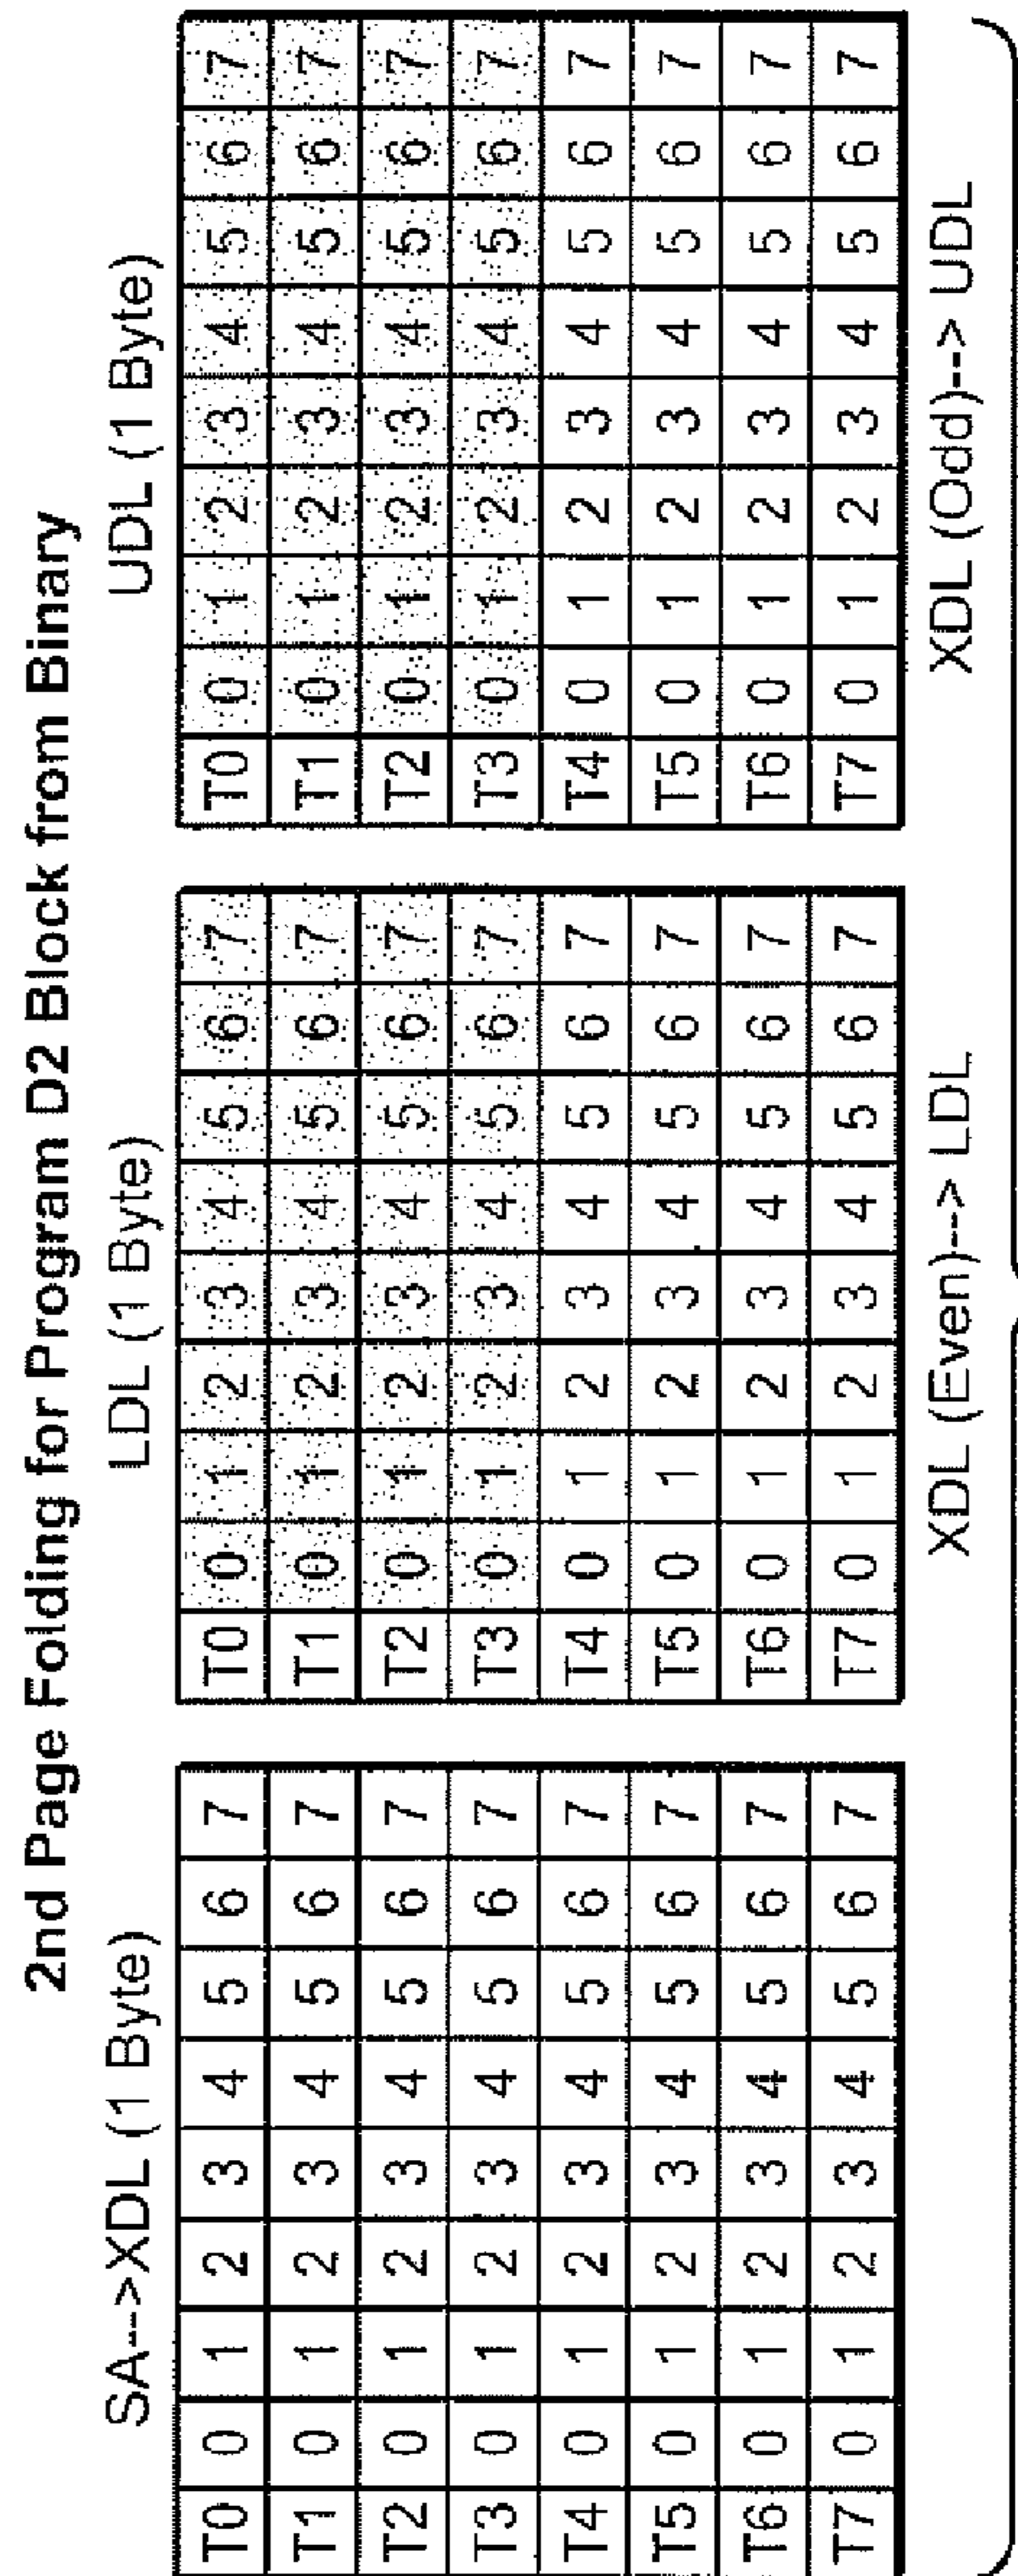 2nd Page Folding for Program D2 Block from Binary
SA--->XDL (1 Byte)
T0 0 1 2 3 4 5 6 7
T1 0 1 2 3 4 5 6 7
T2 0 1 2 3 4 5 6 7
T3 0 1 2 3 4 5 6 7
T4 0 1 2 3 4 5 6 7
T5 0 1 2 3 4 5 6 7
T6 0 1 2 3 4 5 6 7
T7 0 1 2 3 4 5 6 7
LDL (1 Byte)
T0 0 1 2 3 4 5 6 7
T1 0 1 2 3 4 5 6 7
T2 0 1 2 3 4 5 6 7
T3 0 1 2 3 4 5 6 7
T4 0 1 2 3 4 5 6 7
T5 0 1 2 3 4 5 6 7
T6 0 1 2 3 4 5 6 7
T7 0 1 2 3 4 5 6 7
XDL (Even)---> LDL
UDL (1 Byte)
T0 0 1 2 3 4 5 6 7
T1 0 1 2 3 4 5 6 7
T2 0 1 2 3 4 5 6 7
T3 0 1 2 3 4 5 6 7
T4 0 1 2 3 4 5 6 7
T5 0 1 2 3 4 5 6 7
T6 0 1 2 3 4 5 6 7
T7 0 1 2 3 4 5 6 7
XDL (Odd)---> UDL